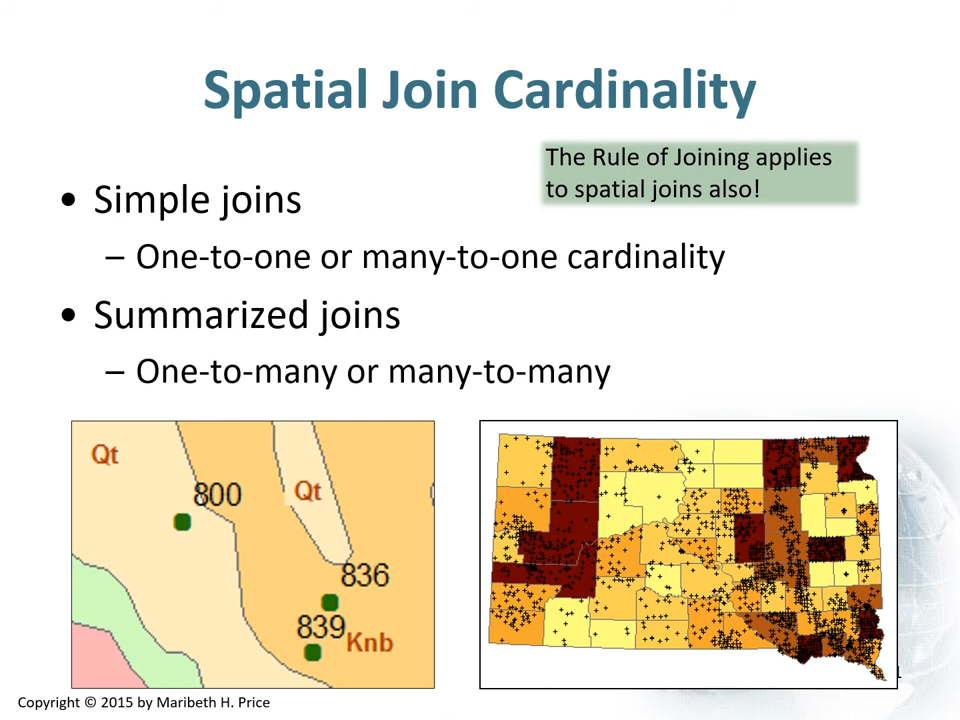 Spatial Join Cardinality
The Rule of Joining applies
to spatial joins also!
• Simple joins
– One-to-one or many-to-one cardinality
• Summarized joins
– One-to-many or many-to-many
Qt
800
Qt
836
839
Knb
1
Copyright © 2015 by Maribeth H. Price